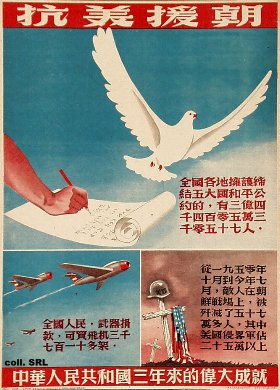 抗美援朝
全國各地擁護締
結五大國和平公
約的，有三億四
千四百零五萬三
千零五十七人．
全國人民，武器捐
款，可買飛机三千
七百一十多架．
從一九五零年
十月到今年七
月，敵人在朝
鮮戰場上，被
殲滅了五十七
萬多人，其中
美國侵畧軍佔
二十五萬以上
coll. SRL
中華人民共和國三年來的偉大成就